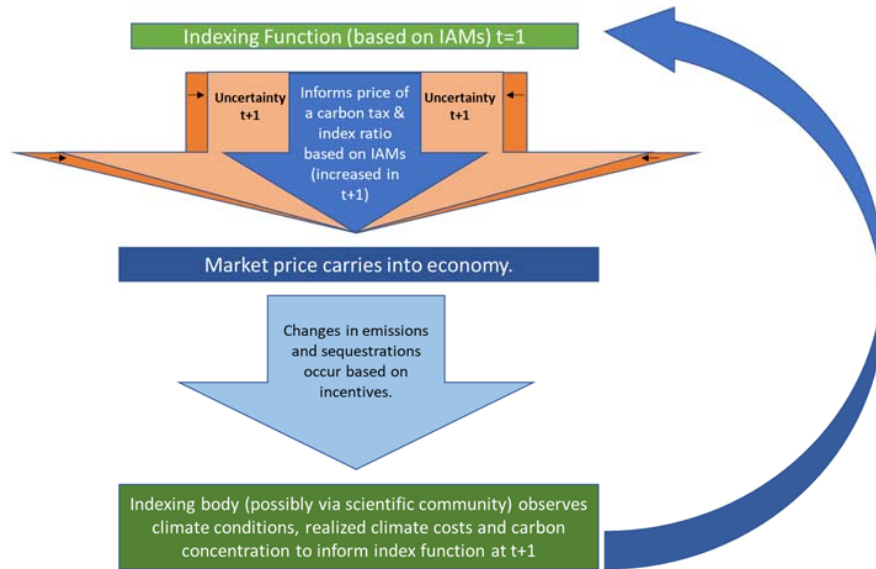 Indexing Function (based on IAMs) t=1
Uncertainty
t+1
Informs price of
a carbon tax &
index ratio
based on IAMs
(increased in
t+1)
Uncertainty
t+1
Market price carries into economy.
Changes in emissions
and sequestrations
occur based on
incentives.
Indexing body (possibly via scientific community) observes
climate conditions, realized climate costs and carbon
concentration to inform index function at t+1